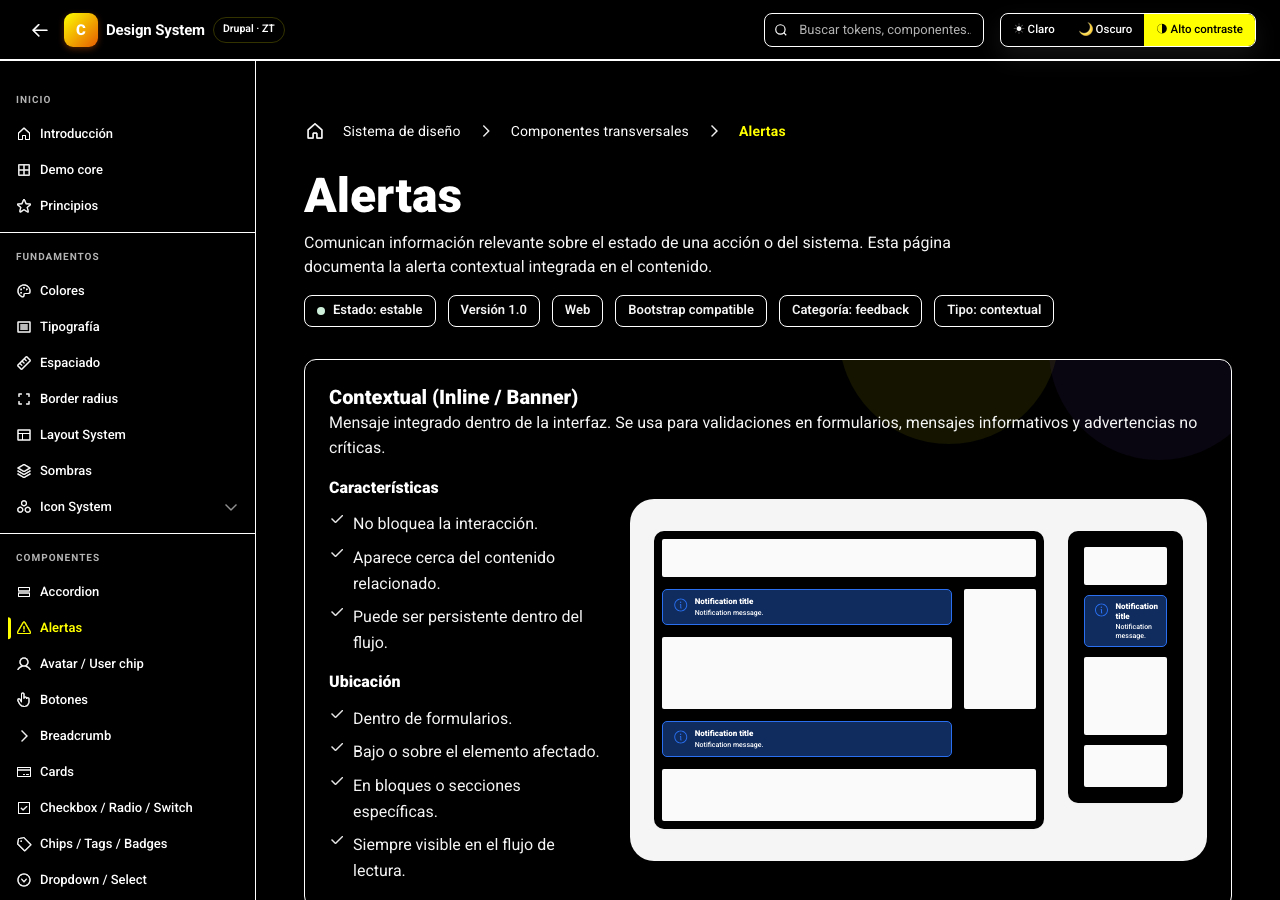 C Design System Drupal · ZT
Buscar tokens, componentes..
Claro Oscuro Alto contraste
INICIO
Introducción
Demo core
Principios
FUNDAMENTOS
Colores
Tipografía
Espaciado
Border radius
Layout System
Sombras
Icon System
COMPONENTES
Accordion
Alertas
Avatar / User chip
Botones
Breadcrumb
Cards
Checkbox / Radio / Switch
Chips / Tags / Badges
Dropdown / Select
Sistema de diseño Componentes transversales Alertas
Alertas
Comunican información relevante sobre el estado de una acción o del sistema. Esta página
documenta la alerta contextual integrada en el contenido.
Estado: estable Versión 1.0 Web Bootstrap compatible Categoría: feedback Tipo: contextual
Contextual (Inline / Banner)
Mensaje integrado dentro de la interfaz. Se usa para validaciones en formularios, mensajes informativos y advertencias no
críticas.
Características
No bloquea la interacción.
Aparece cerca del contenido
relacionado.
Puede ser persistente dentro del
flujo.
Ubicación
Dentro de formularios.
Bajo o sobre el elemento afectado.
En bloques o secciones
específicas.
Siempre visible en el flujo de
lectura.
Notification title
Notification message.
Notification title
Notification message.
Notification
title
Notification
message.